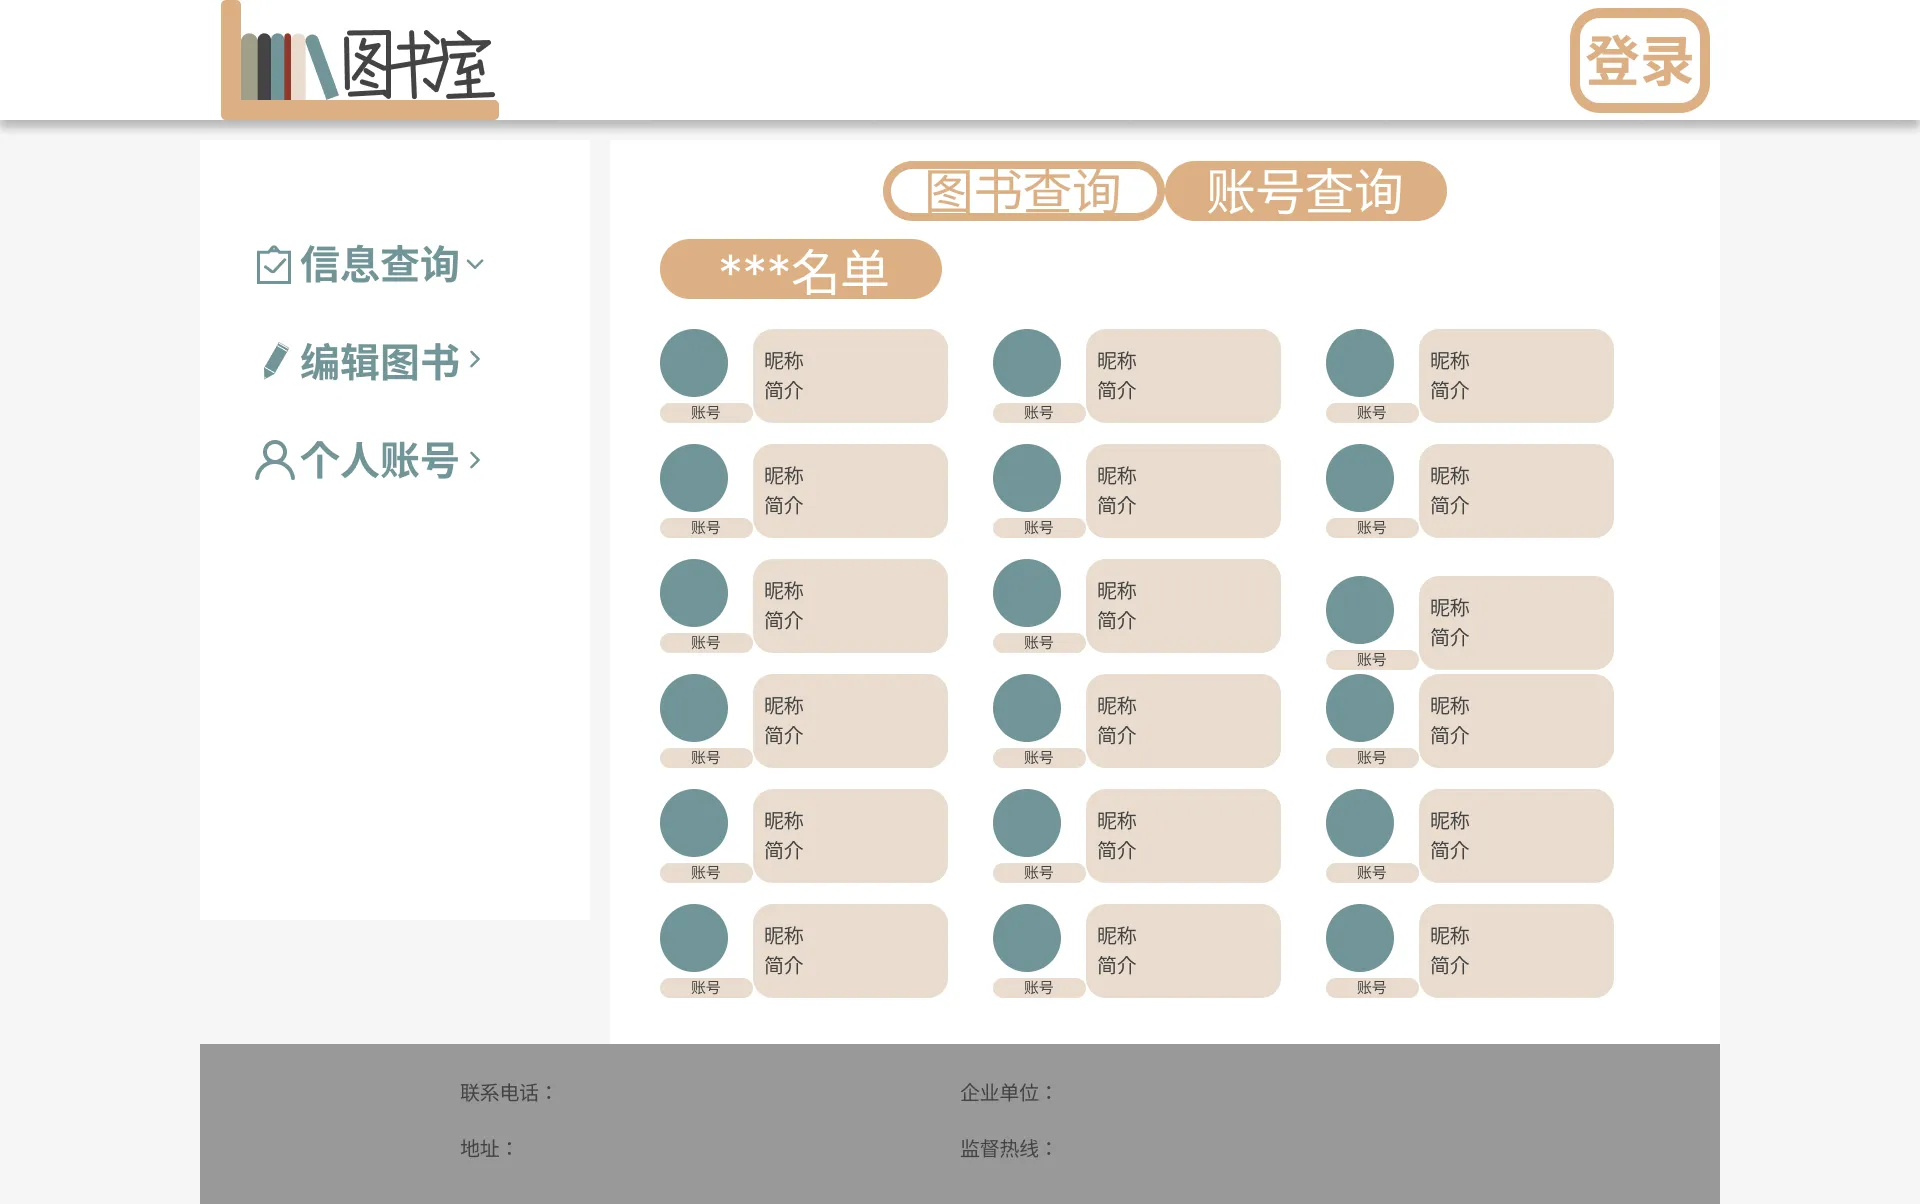 图书室
登录
图书查询
账号查询
信息查询
编辑图书
个人账号
***名单
昵称
简介
账号
昵称
简介
账号
昵称
简介
账号
昵称
简介
账号
昵称
简介
账号
昵称
简介
账号
昵称
简介
账号
昵称
简介
账号
昵称
简介
账号
昵称
简介
账号
昵称
简介
账号
昵称
简介
账号
昵称
简介
账号
昵称
简介
账号
昵称
简介
账号
昵称
简介
账号
昵称
简介
账号
昵称
简介
账号
联系电话：
企业单位：
地址：
监督热线：